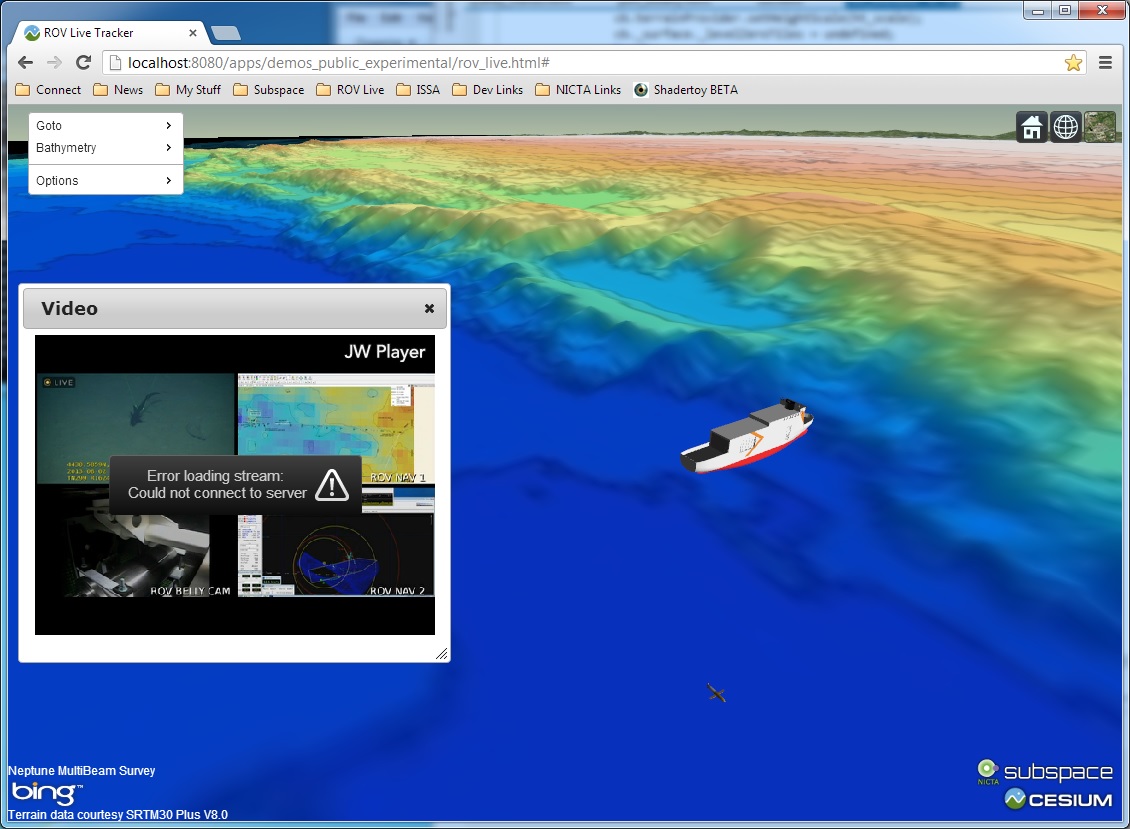 ROV Live Tracker
localhost:8080/apps/demos_public_experimental/rov_live.html#
Connect News My Stuff Subspace ROV Live ISSA Dev Links NICTA Links Shadertoy BETA
Goto
Bathymetry
Options
Video
JW Player
LIVE
ROV NAV 1
Error loading stream:
Could not connect to server
ROV BELLY CAM
ROV NAV 2
Neptune MultiBeam Survey
bing™
Terrain data courtesy SRTM30 Plus V8.0
NICTA
subspace
CESIUM